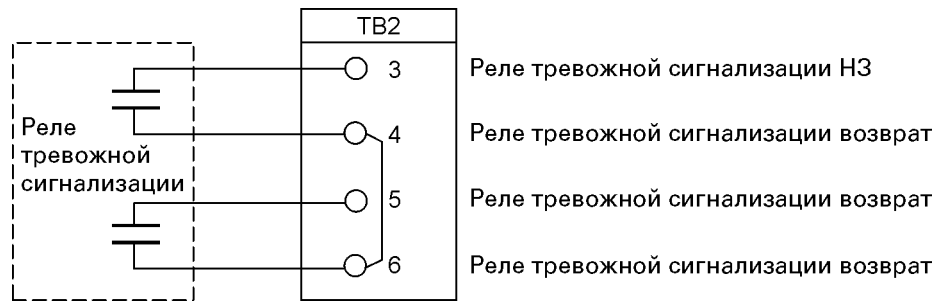 TB2
3 Реле тревожной сигнализации НЗ
4 Реле тревожной сигнализации возврат
Реле
тревожной
сигнализации
5 Реле тревожной сигнализации возврат
6 Реле тревожной сигнализации возврат